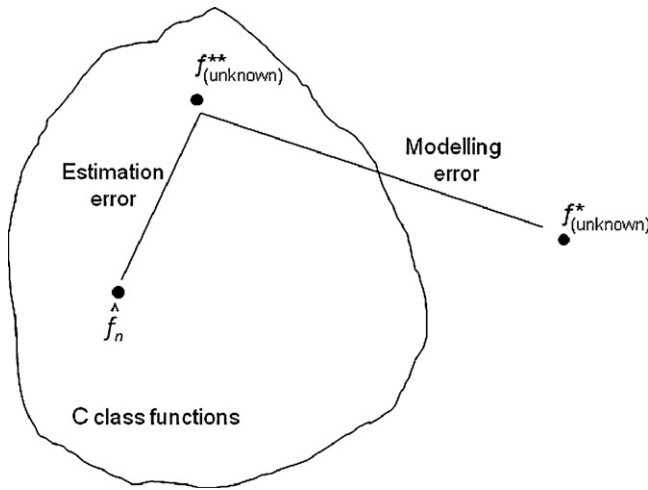 f**
(unknown)
Modelling
error
Estimation
error
f*
(unknown)
f̂n
C class functions